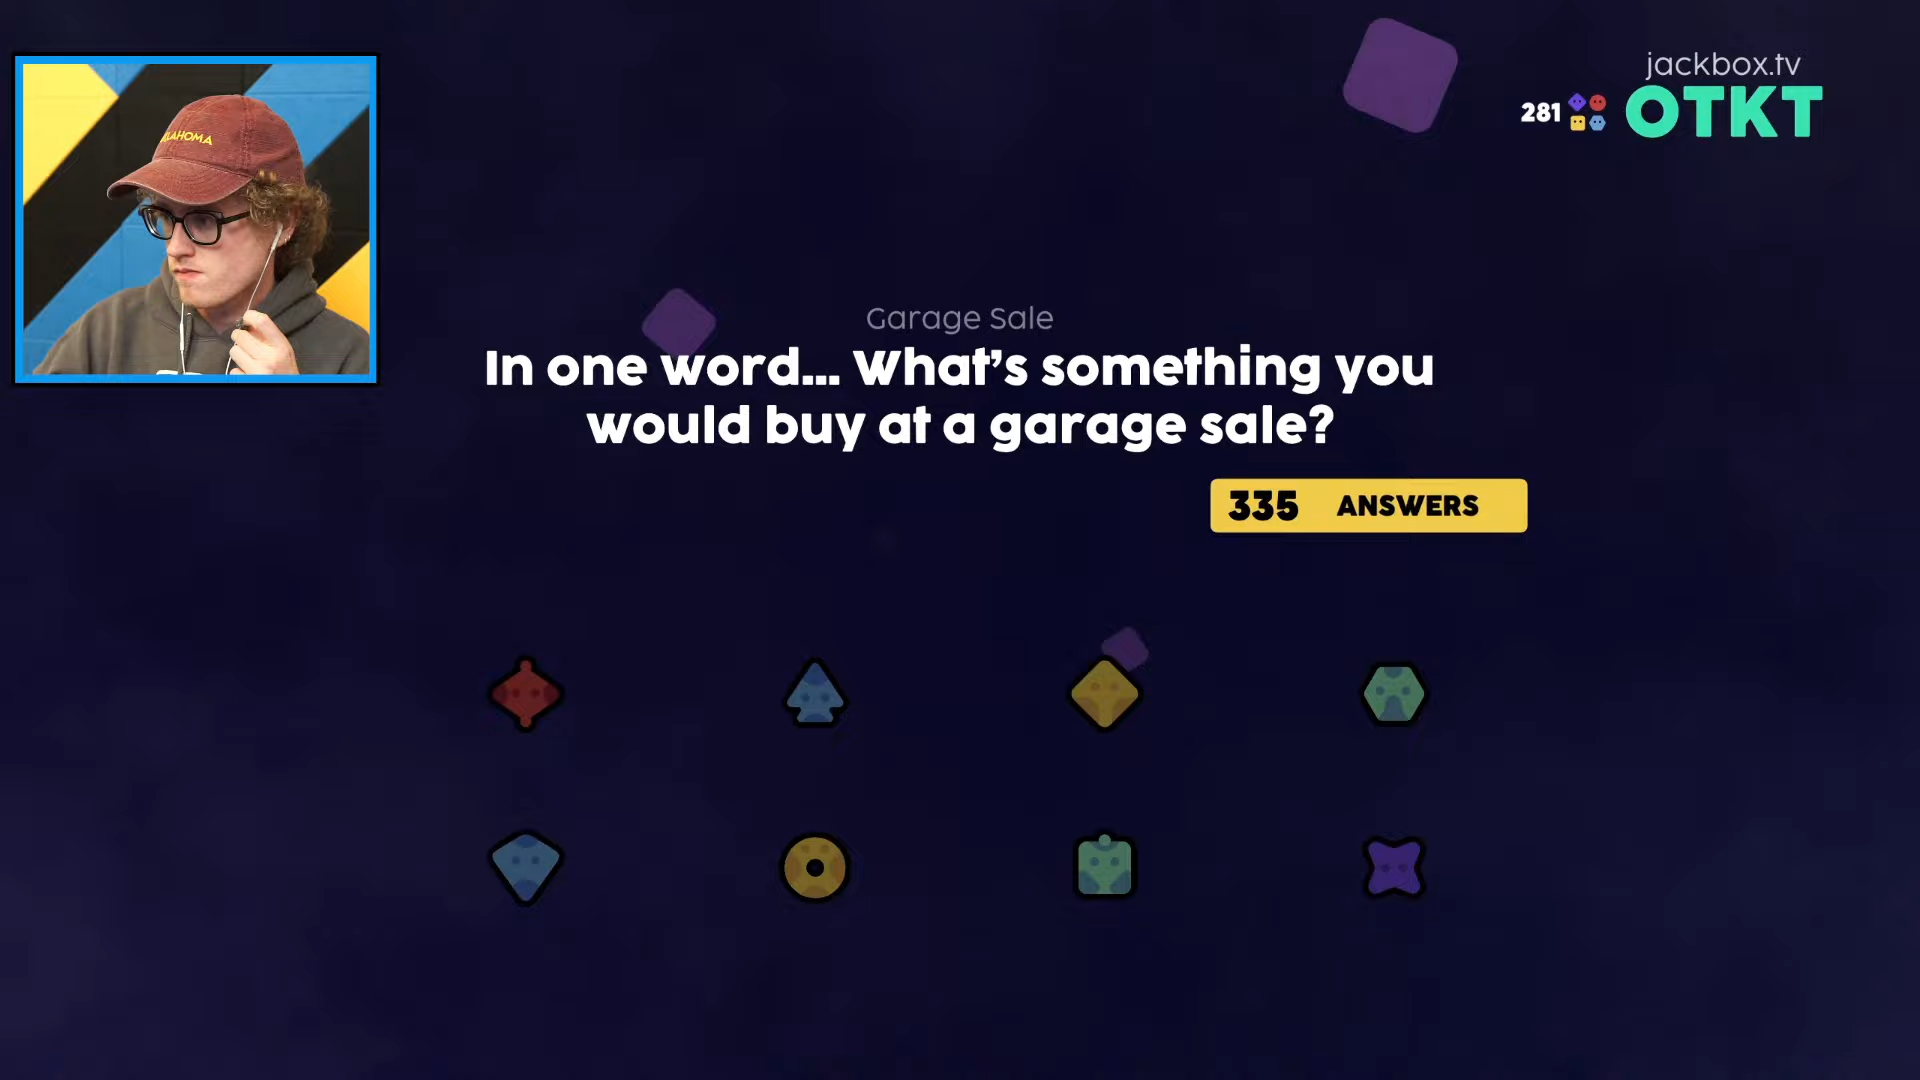 jackbox.tv
281 OTKT
Garage Sale
In one word... What's something you
would buy at a garage sale?
335 ANSWERS